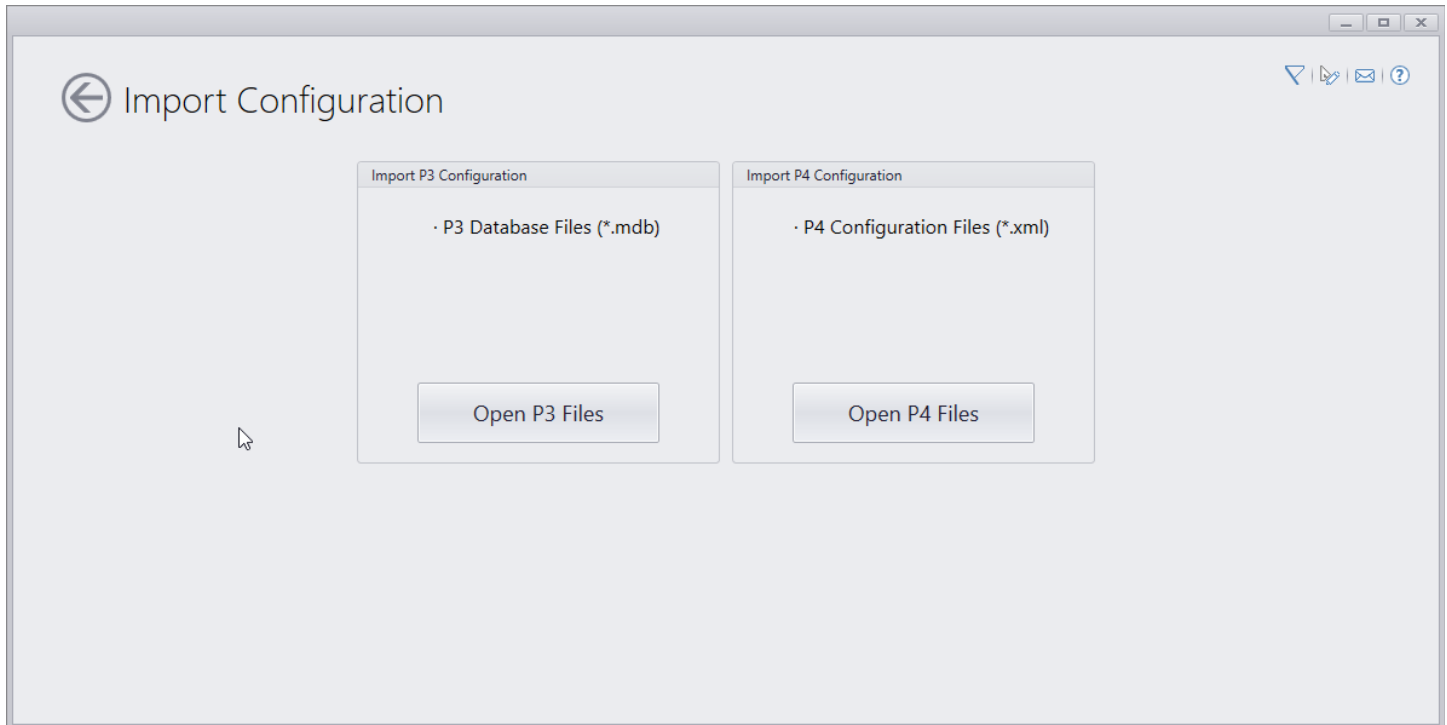 Import Configuration
Import P3 Configuration
· P3 Database Files (*.mdb)
Open P3 Files
Import P4 Configuration
· P4 Configuration Files (*.xml)
Open P4 Files